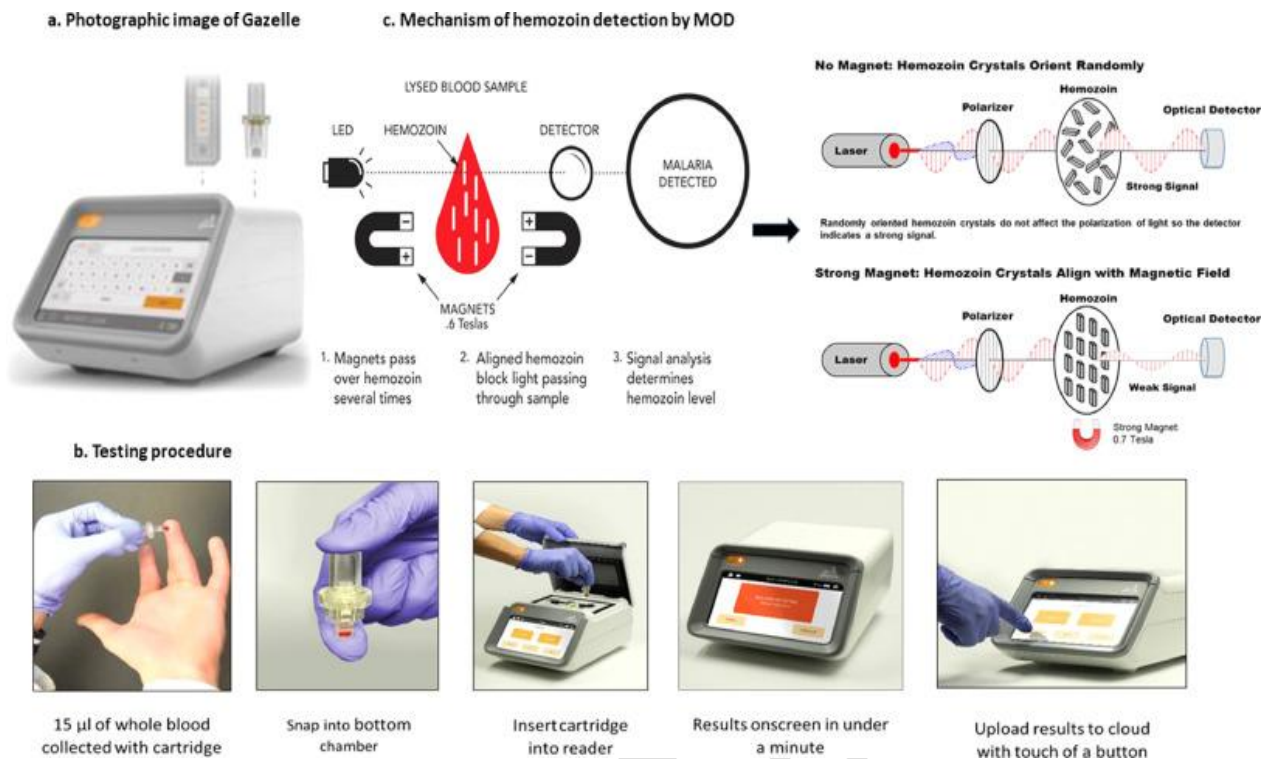 a. Photographic image of Gazelle
c. Mechanism of hemozoin detection by MOD
LYSED BLOOD SAMPLE
LED
HEMOZOIN
DETECTOR
MALARIA
DETECTED
−
+
+
−
MAGNETS
.6 Teslas
1. Magnets pass
over hemozoin
several times
2. Aligned hemozoin
block light passing
through sample
3. Signal analysis
determines
hemozoin level
No Magnet: Hemozoin Crystals Orient Randomly
Hemozoin
Polarizer
Optical Detector
Laser
Strong Signal
Randomly oriented hemozoin crystals do not affect the polarization of light so the detector
indicates a strong signal.
Strong Magnet: Hemozoin Crystals Align with Magnetic Field
Hemozoin
Polarizer
Optical Detector
Laser
Weak Signal
Strong Magnet
0.7 Tesla
b. Testing procedure
15 µl of whole blood
collected with cartridge
Snap into bottom
chamber
Insert cartridge
into reader
Results onscreen in under
a minute
Upload results to cloud
with touch of a button